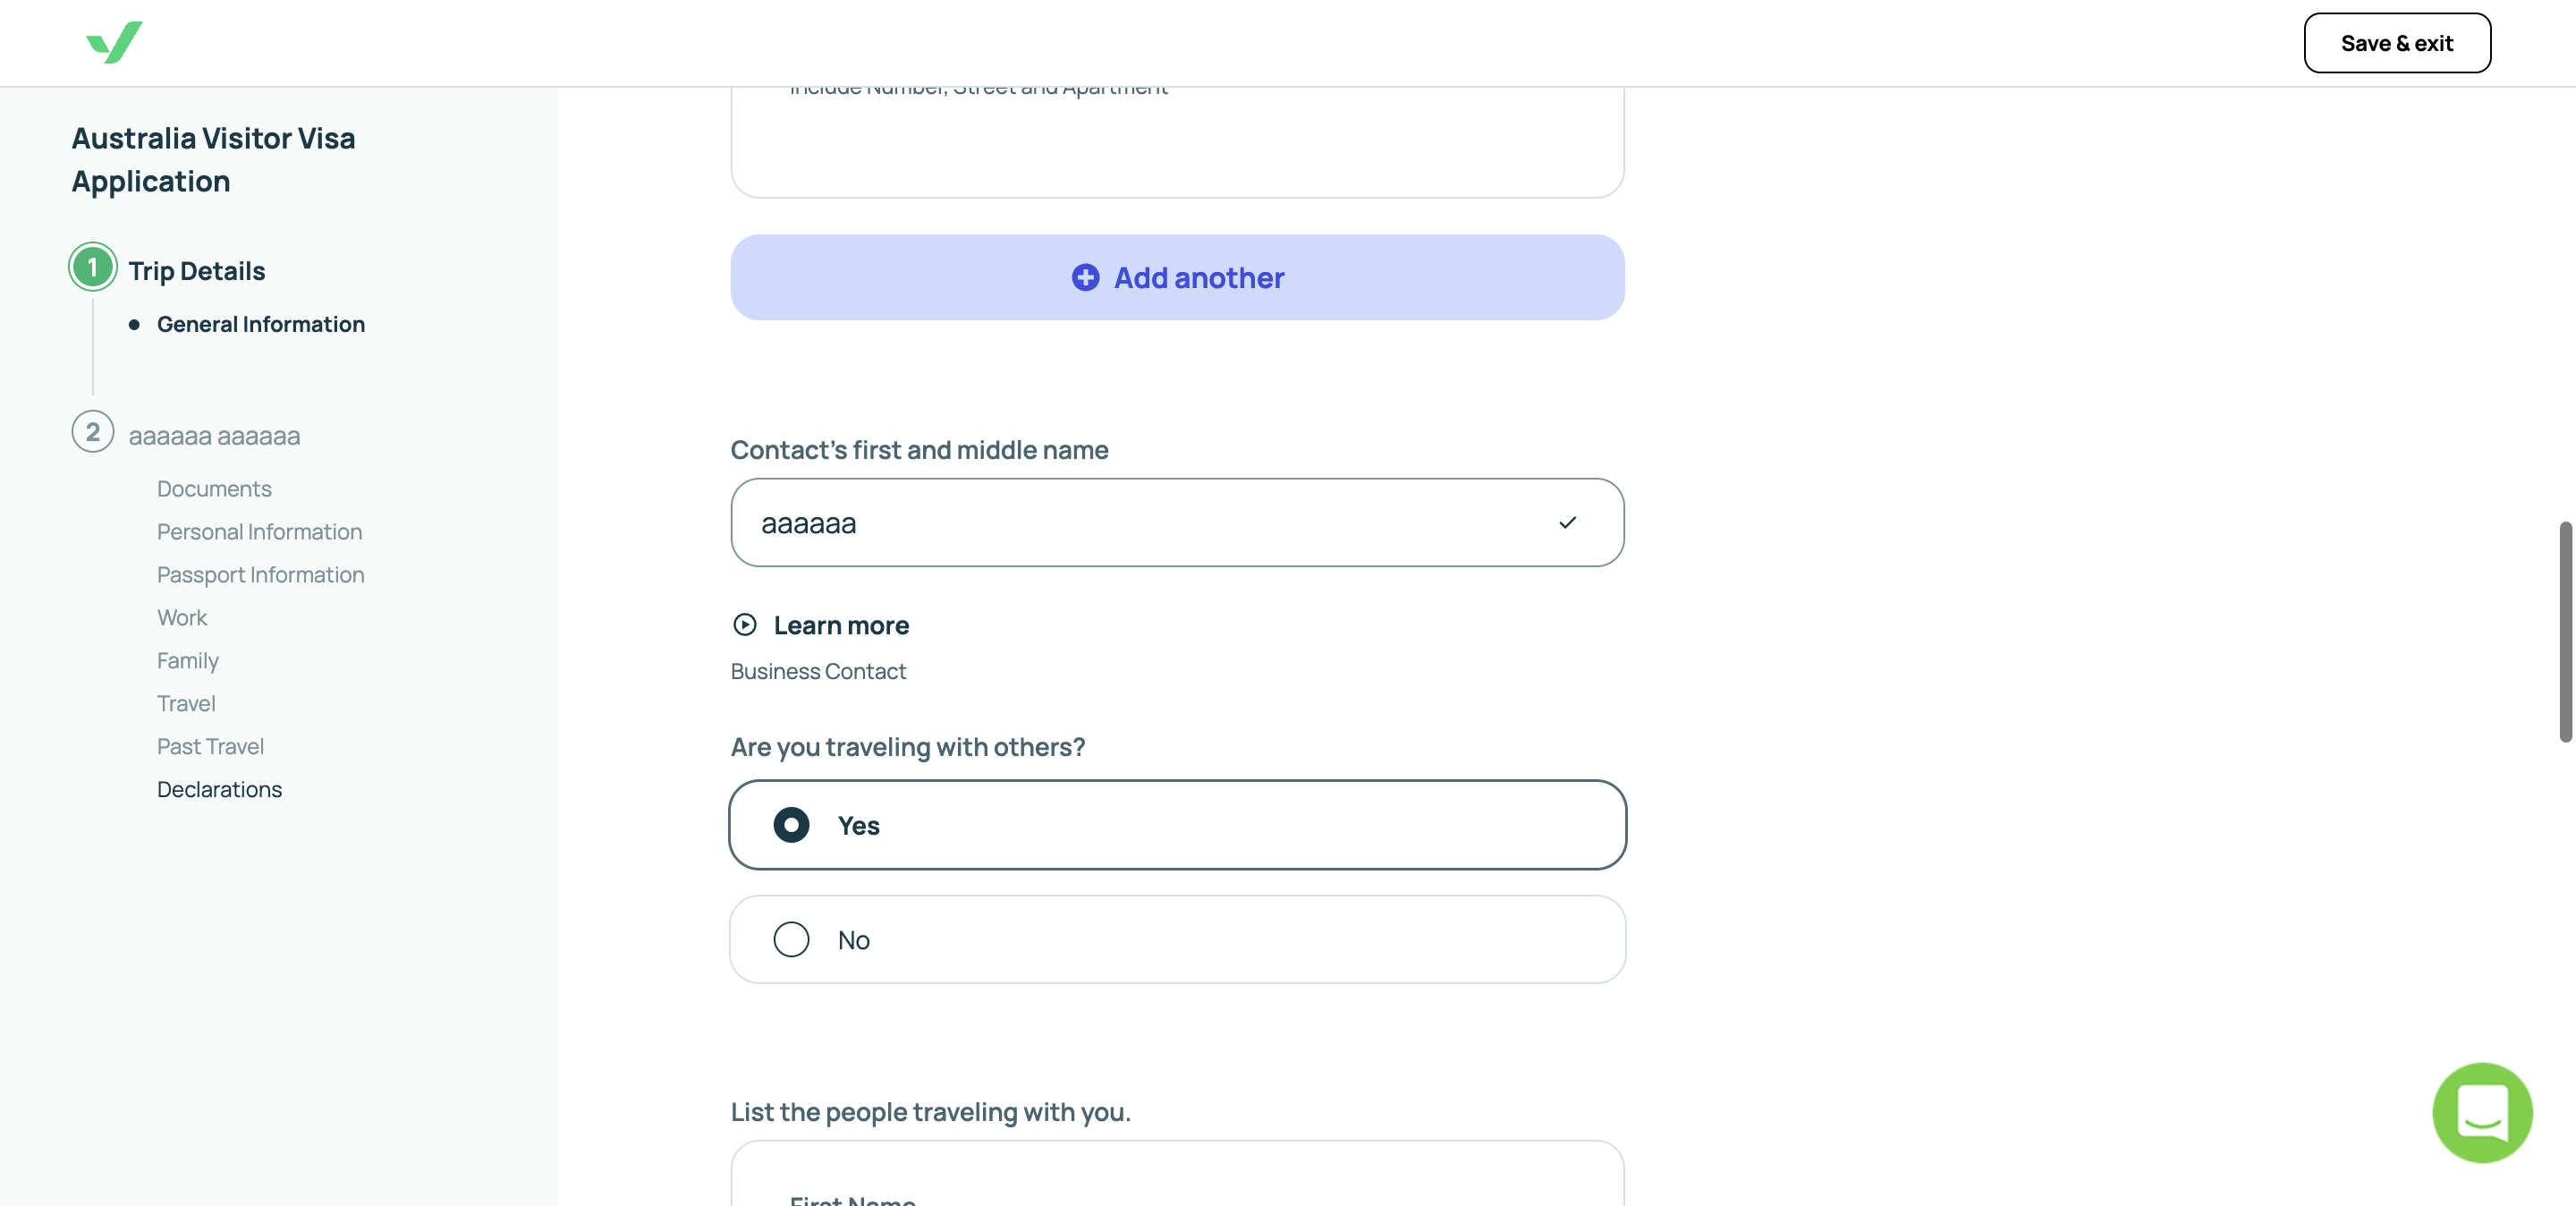 Save & exit
Australia Visitor Visa
Application
1 Trip Details
General Information
2 aaaaaa aaaaaa
Documents
Personal Information
Passport Information
Work
Family
Travel
Past Travel
Declarations
Include Number, Street and Apartment
Add another
Contact's first and middle name
aaaaaa
Learn more
Business Contact
Are you traveling with others?
Yes
No
List the people traveling with you.
First Name